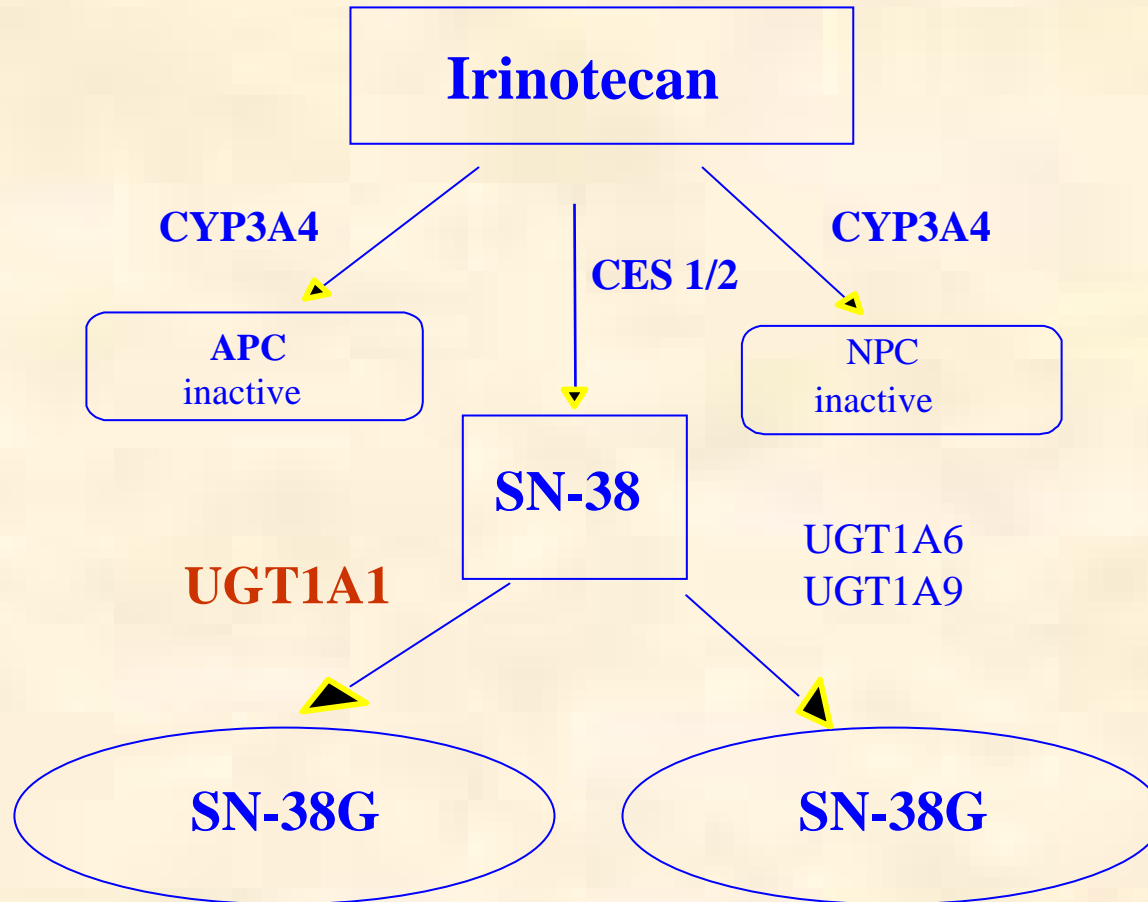 Irinotecan
CYP3A4
CYP3A4
CES 1/2
APC
inactive
NPC
inactive
SN-38
UGT1A1
UGT1A6
UGT1A9
SN-38G
SN-38G